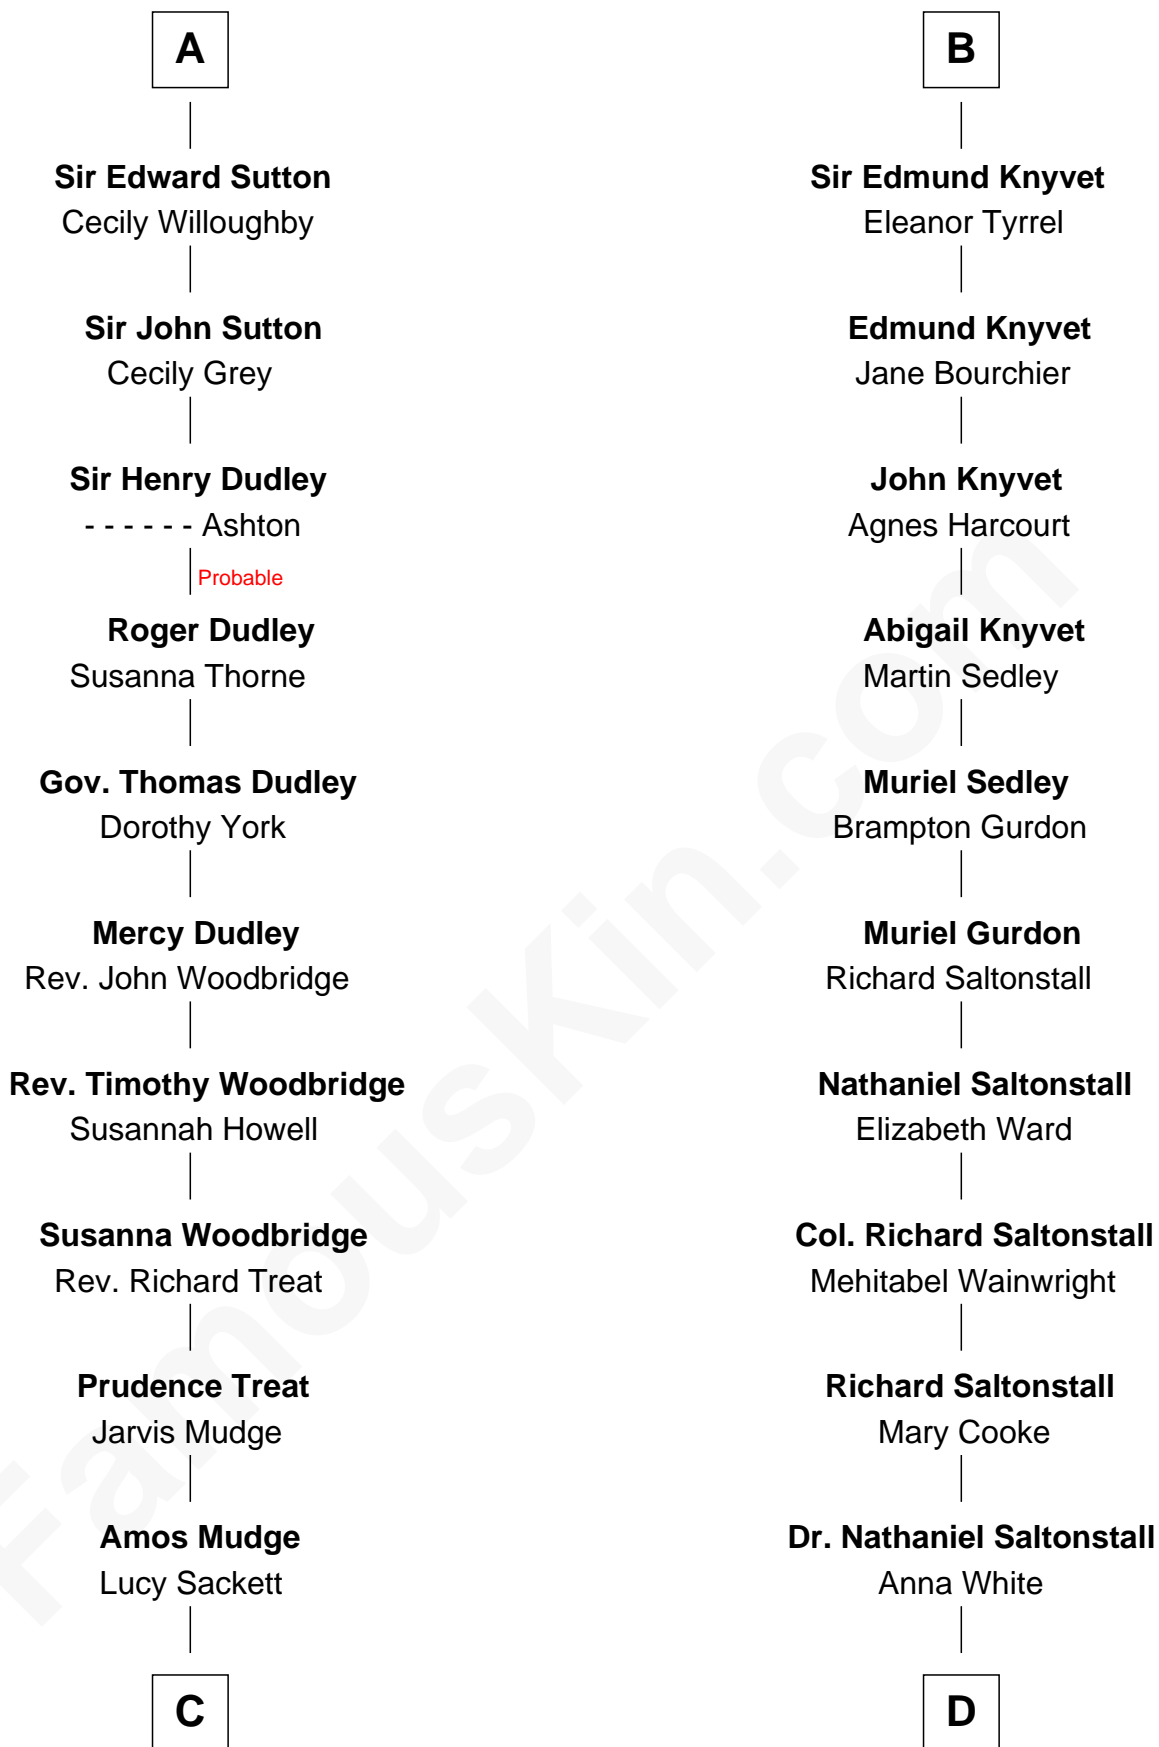 A
Sir Edward Sutton
Cecily Willoughby
Sir John Sutton
Cecily Grey
Sir Henry Dudley
- - - - - - Ashton
Probable
Roger Dudley
Susanna Thorne
Gov. Thomas Dudley
Dorothy York
Mercy Dudley
Rev. John Woodbridge
Rev. Timothy Woodbridge
Susannah Howell
Susanna Woodbridge
Rev. Richard Treat
Prudence Treat
Jarvis Mudge
Amos Mudge
Lucy Sackett
C
B
Sir Edmund Knyvet
Eleanor Tyrrel
Edmund Knyvet
Jane Bourchier
John Knyvet
Agnes Harcourt
Abigail Knyvet
Martin Sedley
Muriel Sedley
Brampton Gurdon
Muriel Gurdon
Richard Saltonstall
Nathaniel Saltonstall
Elizabeth Ward
Col. Richard Saltonstall
Mehitabel Wainwright
Richard Saltonstall
Mary Cooke
Dr. Nathaniel Saltonstall
Anna White
D
FamousKin.com